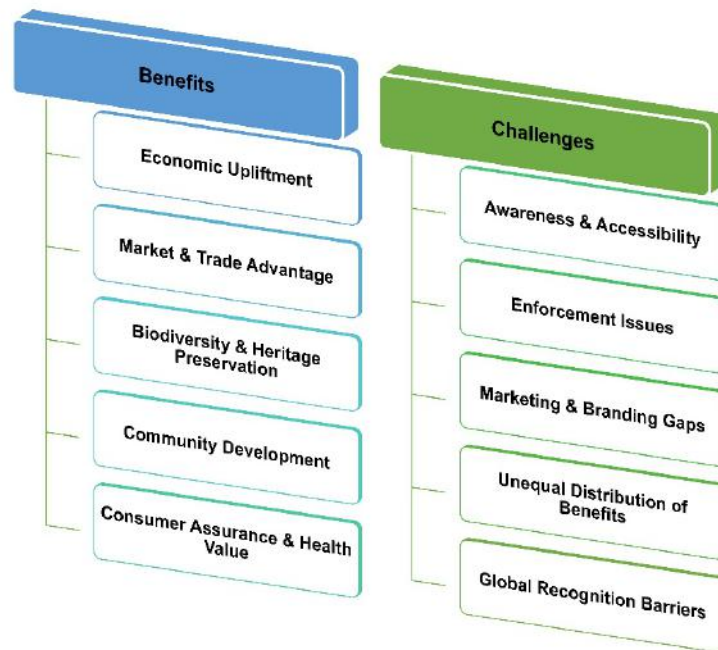 Benefits
Economic Upliftment
Market & Trade Advantage
Biodiversity & Heritage
Preservation
Community Development
Consumer Assurance & Health
Value
Challenges
Awareness & Accessibility
Enforcement Issues
Marketing & Branding Gaps
Unequal Distribution of
Benefits
Global Recognition Barriers